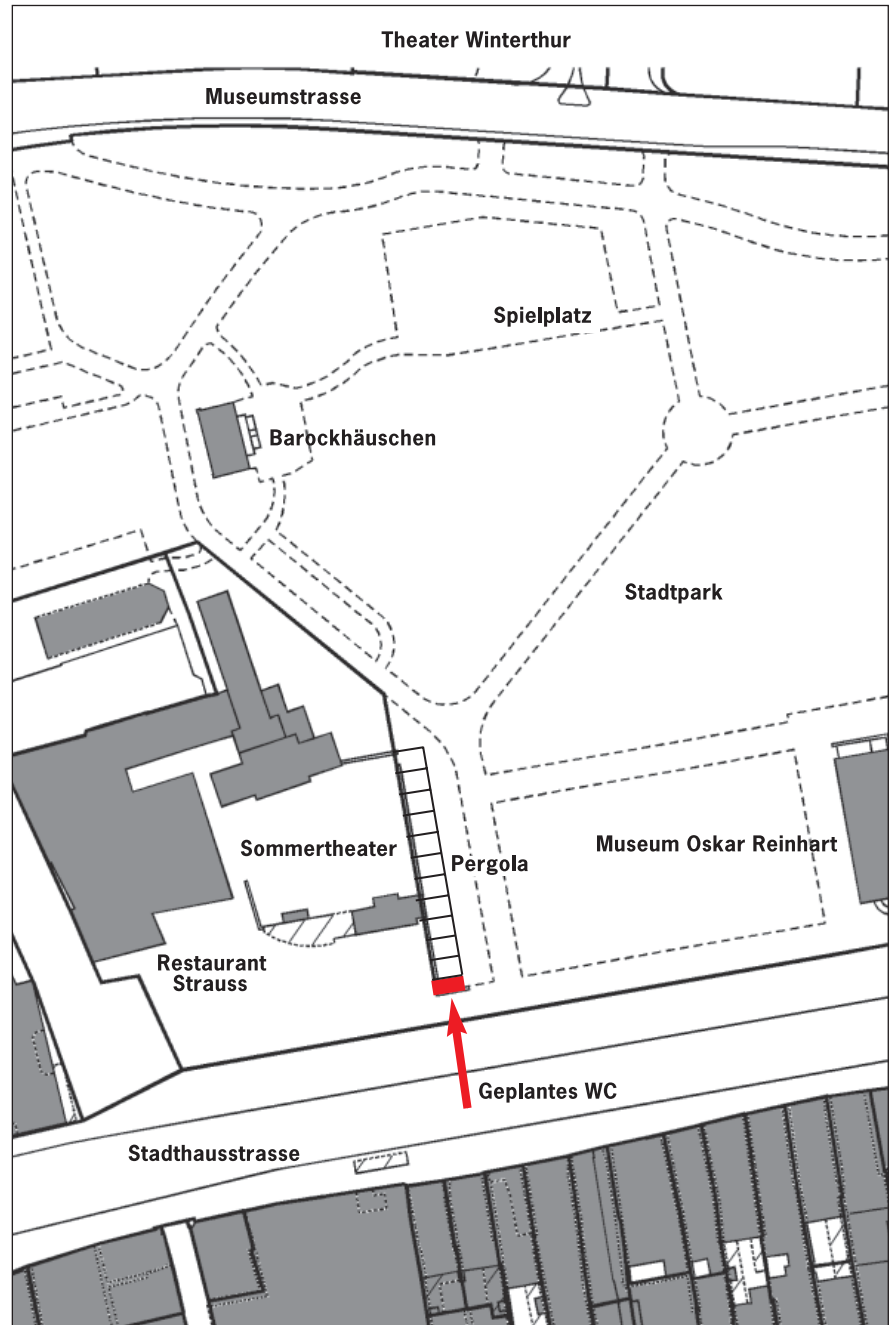 Theater Winterthur
Museumstrasse
Spielplatz
Barockhäuschen
Stadtpark
Sommertheater
Museum Oskar Reinhart
Pergola
Restaurant
Strauss
Geplantes WC
Stadthausstrasse